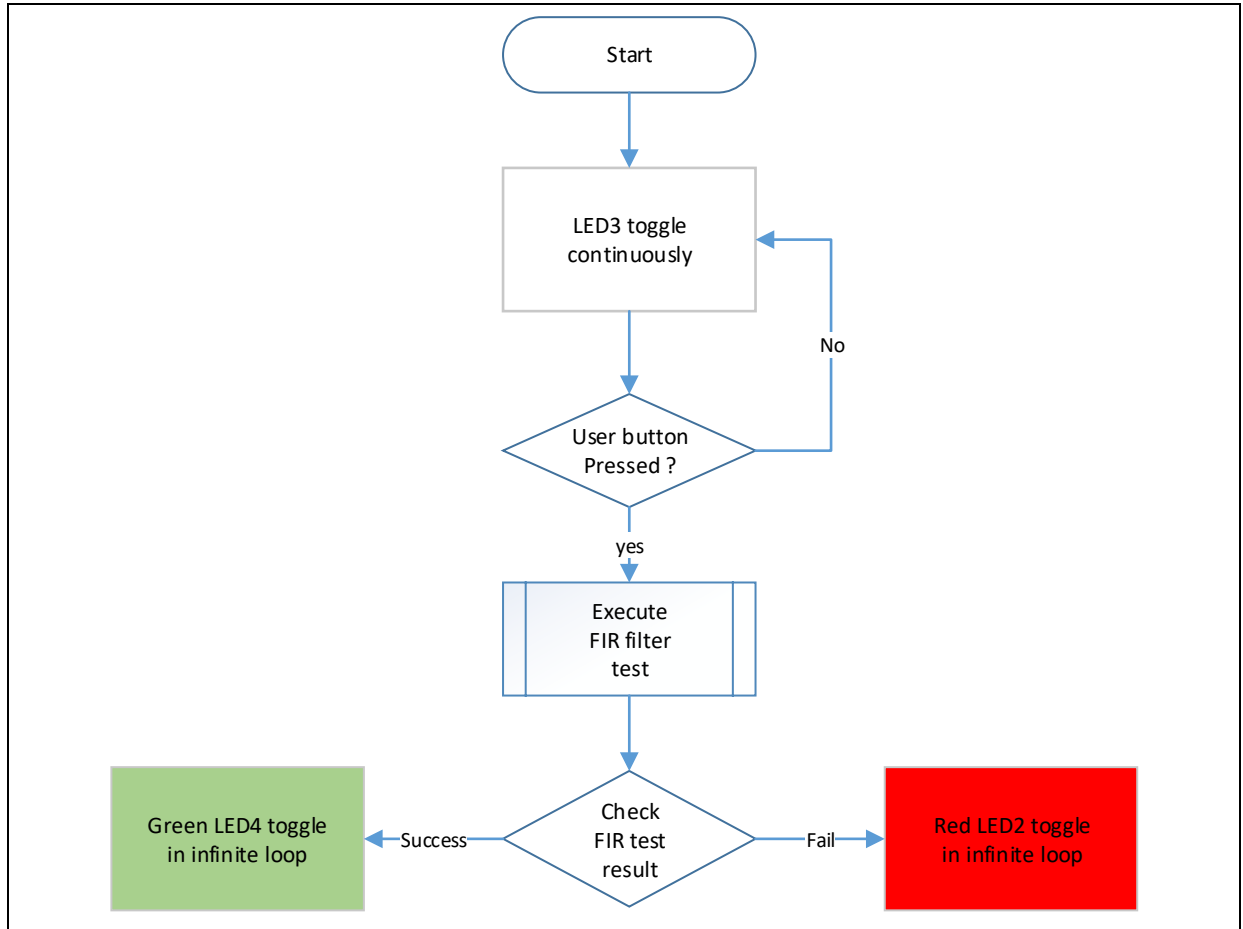 Start
LED3 toggle
continuously
No
User button
Pressed ?
yes
Execute
FIR filter
test
Green LED4 toggle
in infinite loop
Success
Check
FIR test
result
Fail
Red LED2 toggle
in infinite loop